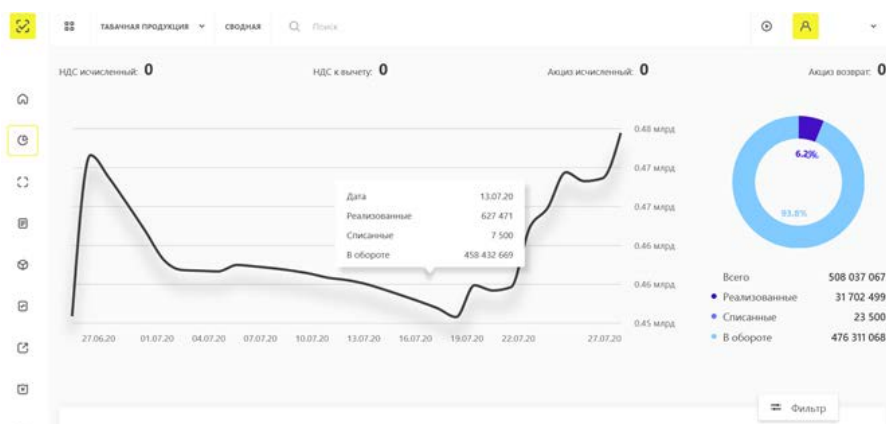 ТАБАЧНАЯ ПРОДУКЦИЯ СВОДНАЯ Поиск
НДС исчисленный: 0 НДС к вычету: 0 Акциз исчисленный: 0 Акциз возврат: 0
0.48 млрд
0.47 млрд
0.47 млрд
0.46 млрд
0.46 млрд
0.45 млрд
Дата 13.07.20
Реализованные 627 471
Списанные 7 500
В обороте 458 432 669
27.06.20 01.07.20 04.07.20 07.07.20 10.07.20 13.07.20 16.07.20 19.07.20 22.07.20 27.07.20
6.2%
93.8%
Всего 508 037 067
Реализованные 31 702 499
Списанные 23 500
В обороте 476 311 068
Фильтр